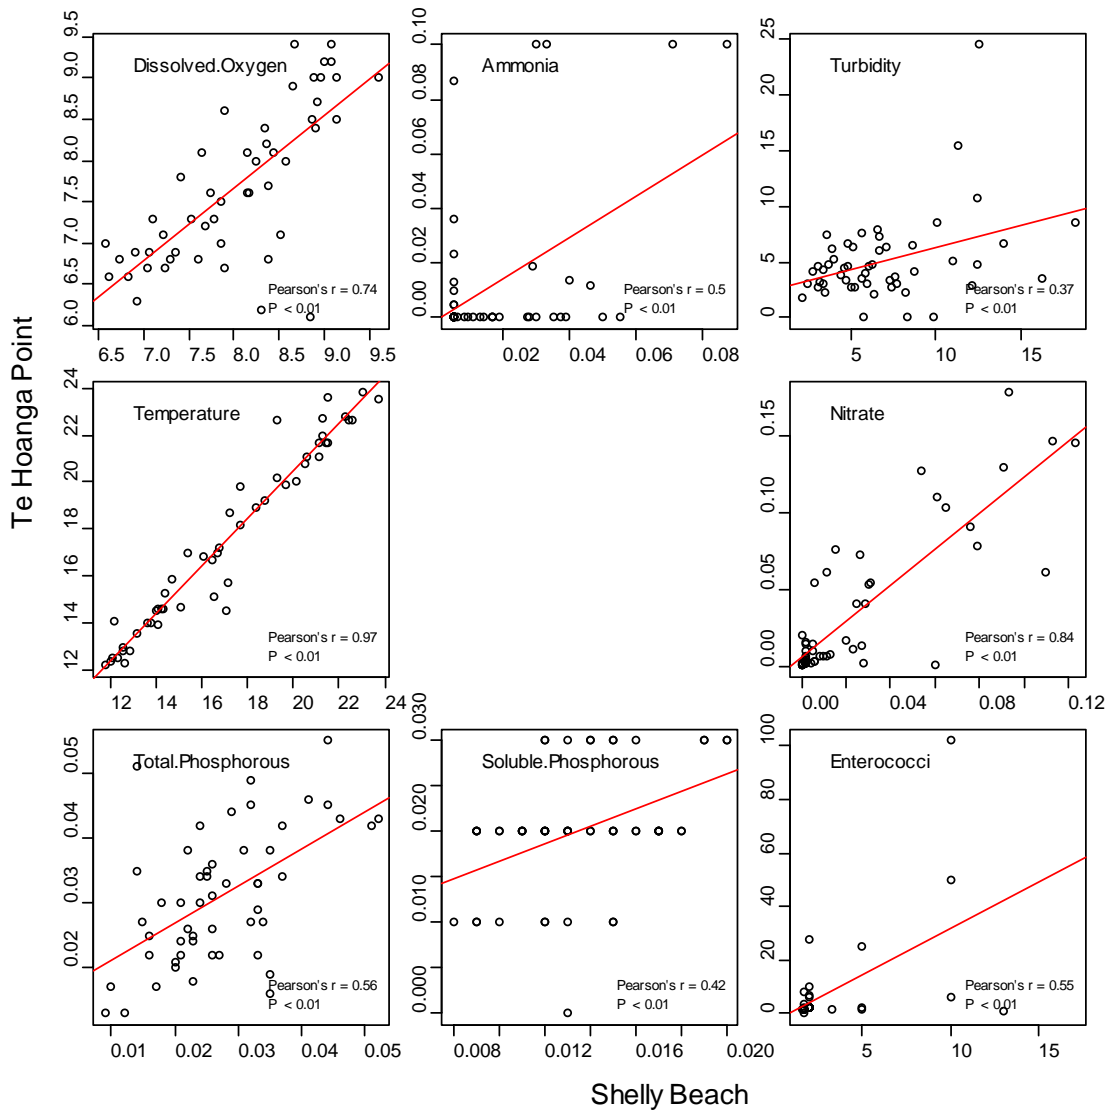 Te Hoanga Point
Dissolved.Oxygen
9.5
9.0
8.5
8.0
7.5
7.0
6.5
6.0
Pearson's r = 0.74
P < 0.01
6.5 7.0 7.5 8.0 8.5 9.0 9.5
Ammonia
0.10
0.08
0.06
0.04
0.02
0.00
Pearson's r = 0.5
P < 0.01
0.02 0.04 0.06 0.08
Turbidity
25
20
15
10
5
0
Pearson's r = 0.37
P < 0.01
5 10 15
Temperature
24
22
20
18
16
14
12
Pearson's r = 0.97
P < 0.01
12 14 16 18 20 22 24
Nitrate
0.15
0.10
0.05
0.00
Pearson's r = 0.84
P < 0.01
0.00 0.04 0.08 0.12
Total.Phosphorous
0.05
0.04
0.03
0.02
Pearson's r = 0.56
P < 0.01
0.01 0.02 0.03 0.04 0.05
Soluble.Phosphorous
0.030
0.020
0.010
0.000
Pearson's r = 0.42
P < 0.01
0.008 0.012 0.016 0.020
Enterococci
100
80
60
40
20
0
Pearson's r = 0.55
P < 0.01
5 10 15
Shelly Beach